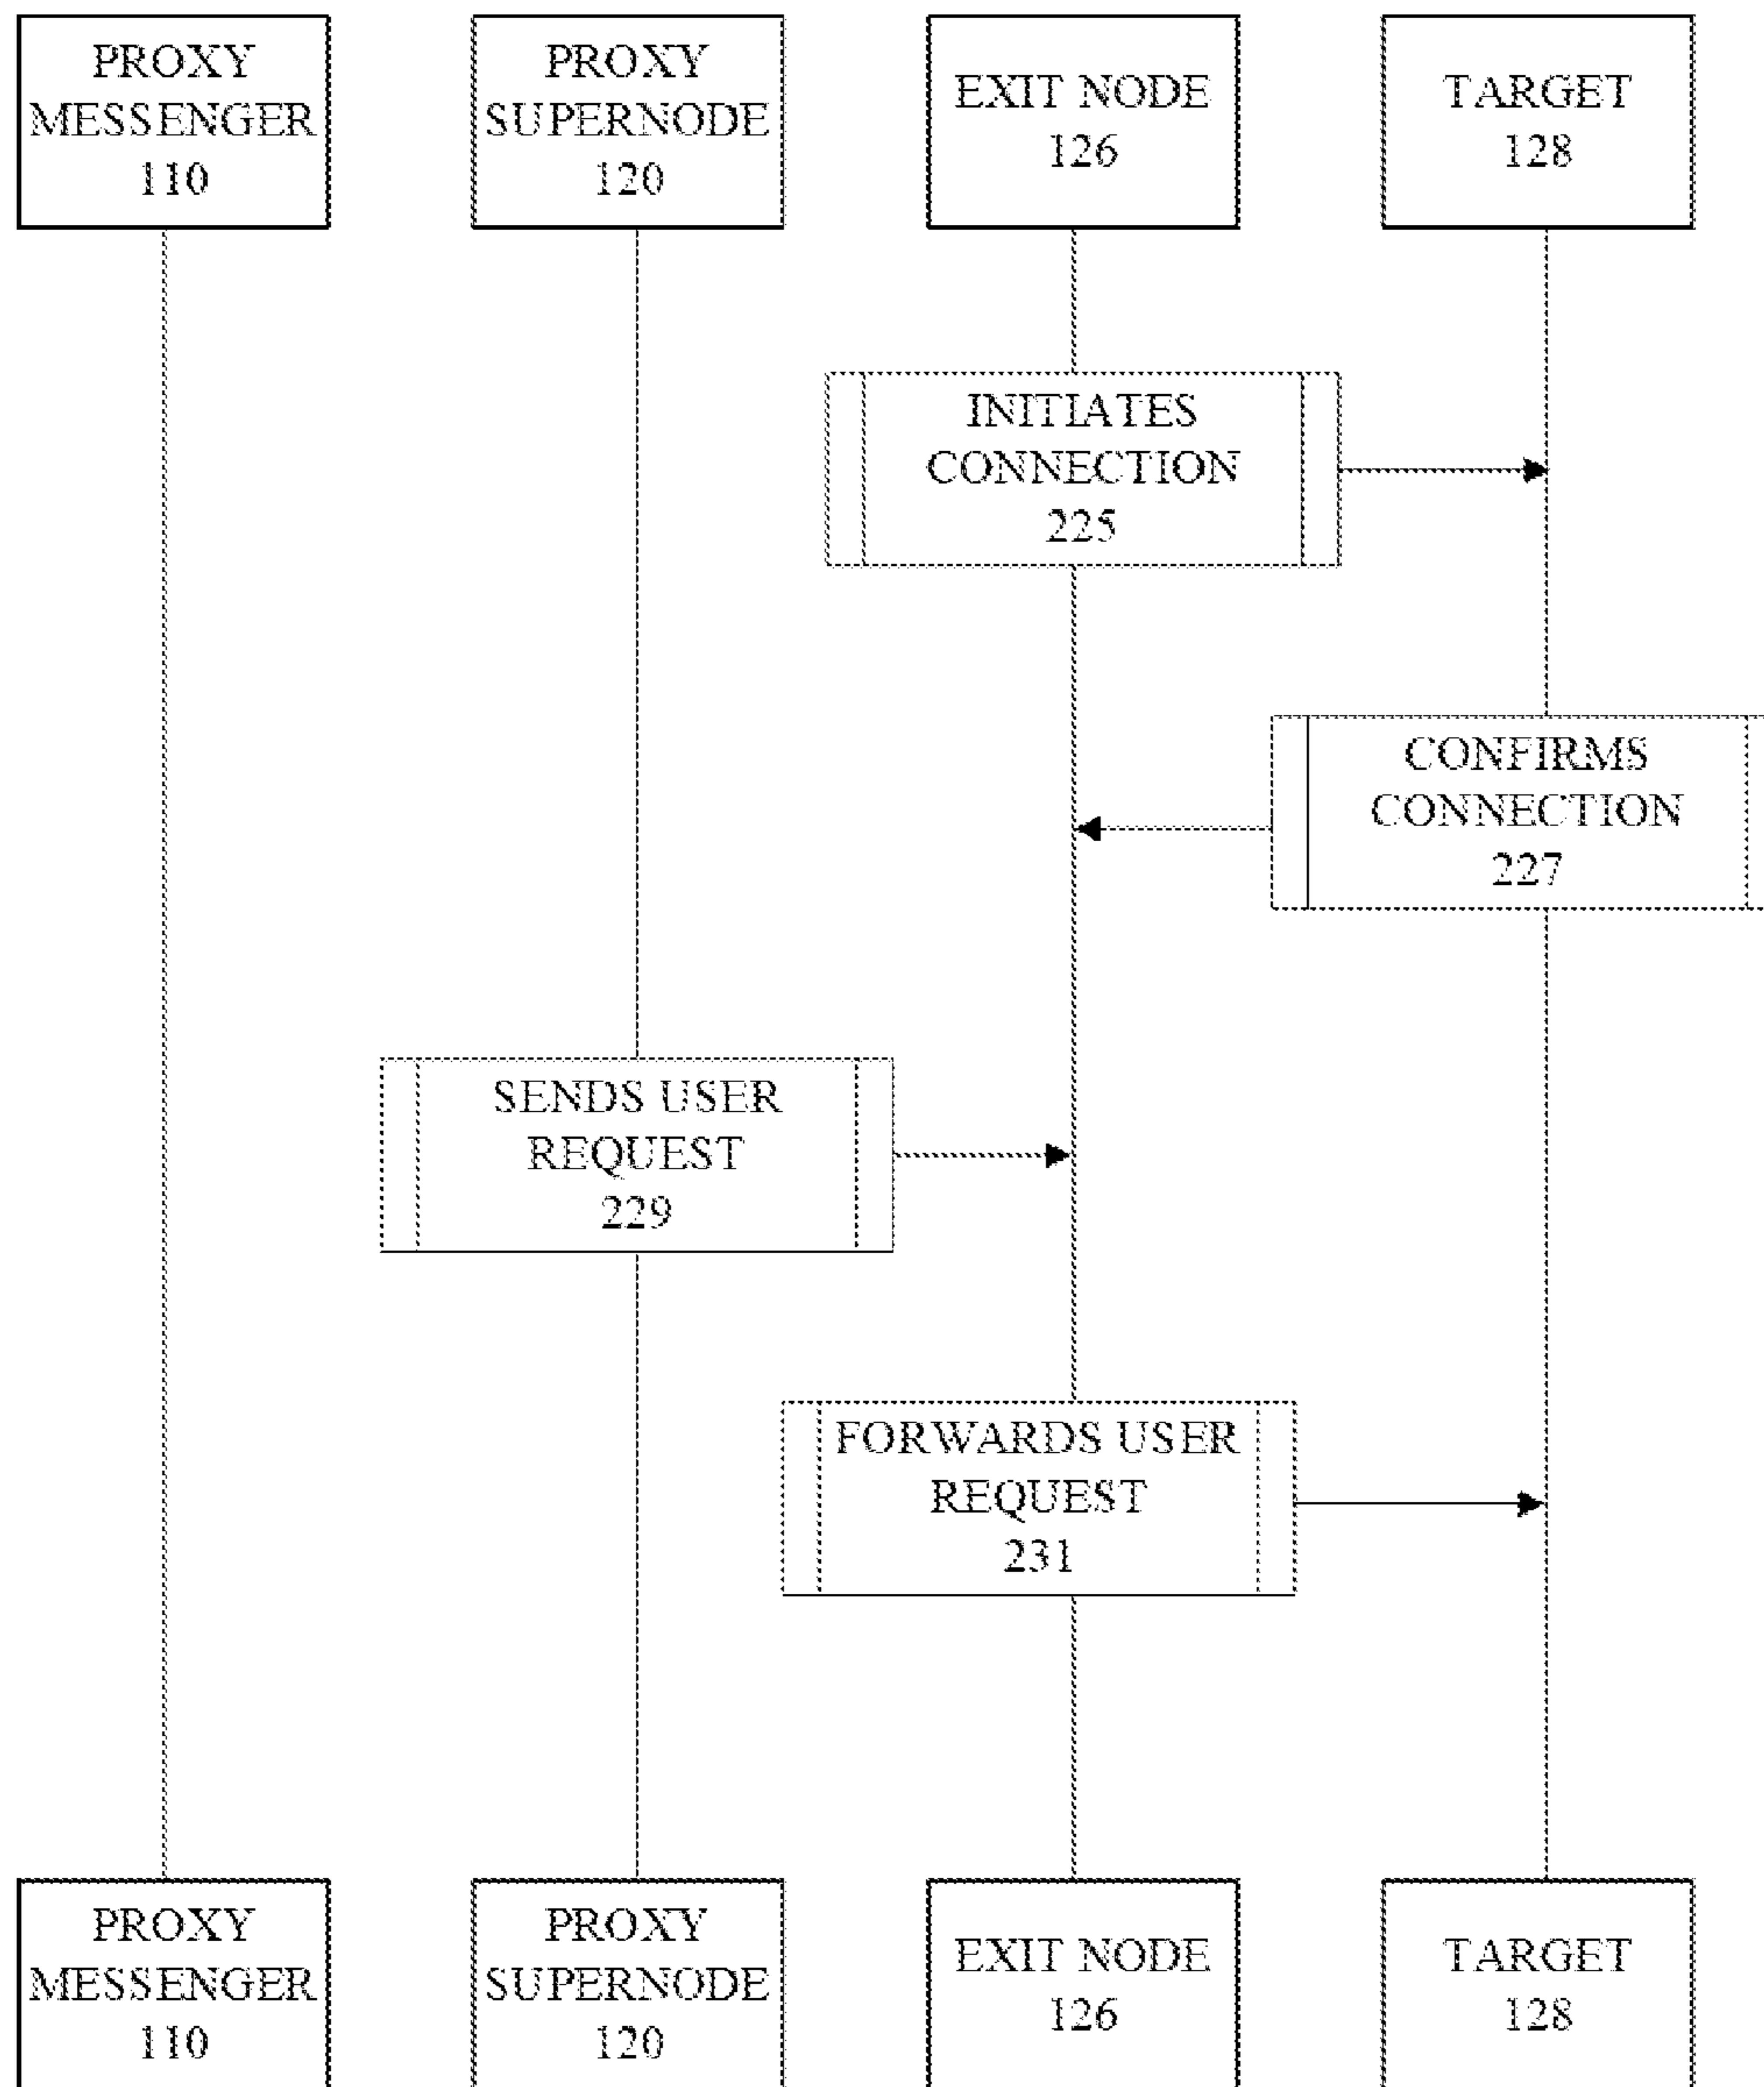 PROXY
MESSENGER
110
PROXY
SUPERNODE
120
EXIT NODE
126
TARGET
128
INITIATES
CONNECTION
225
CONFIRMS
CONNECTION
227
SENDS USER
REQUEST
229
FORWARDS USER
REQUEST
231
PROXY
MESSENGER
110
PROXY
SUPERNODE
120
EXIT NODE
126
TARGET
128